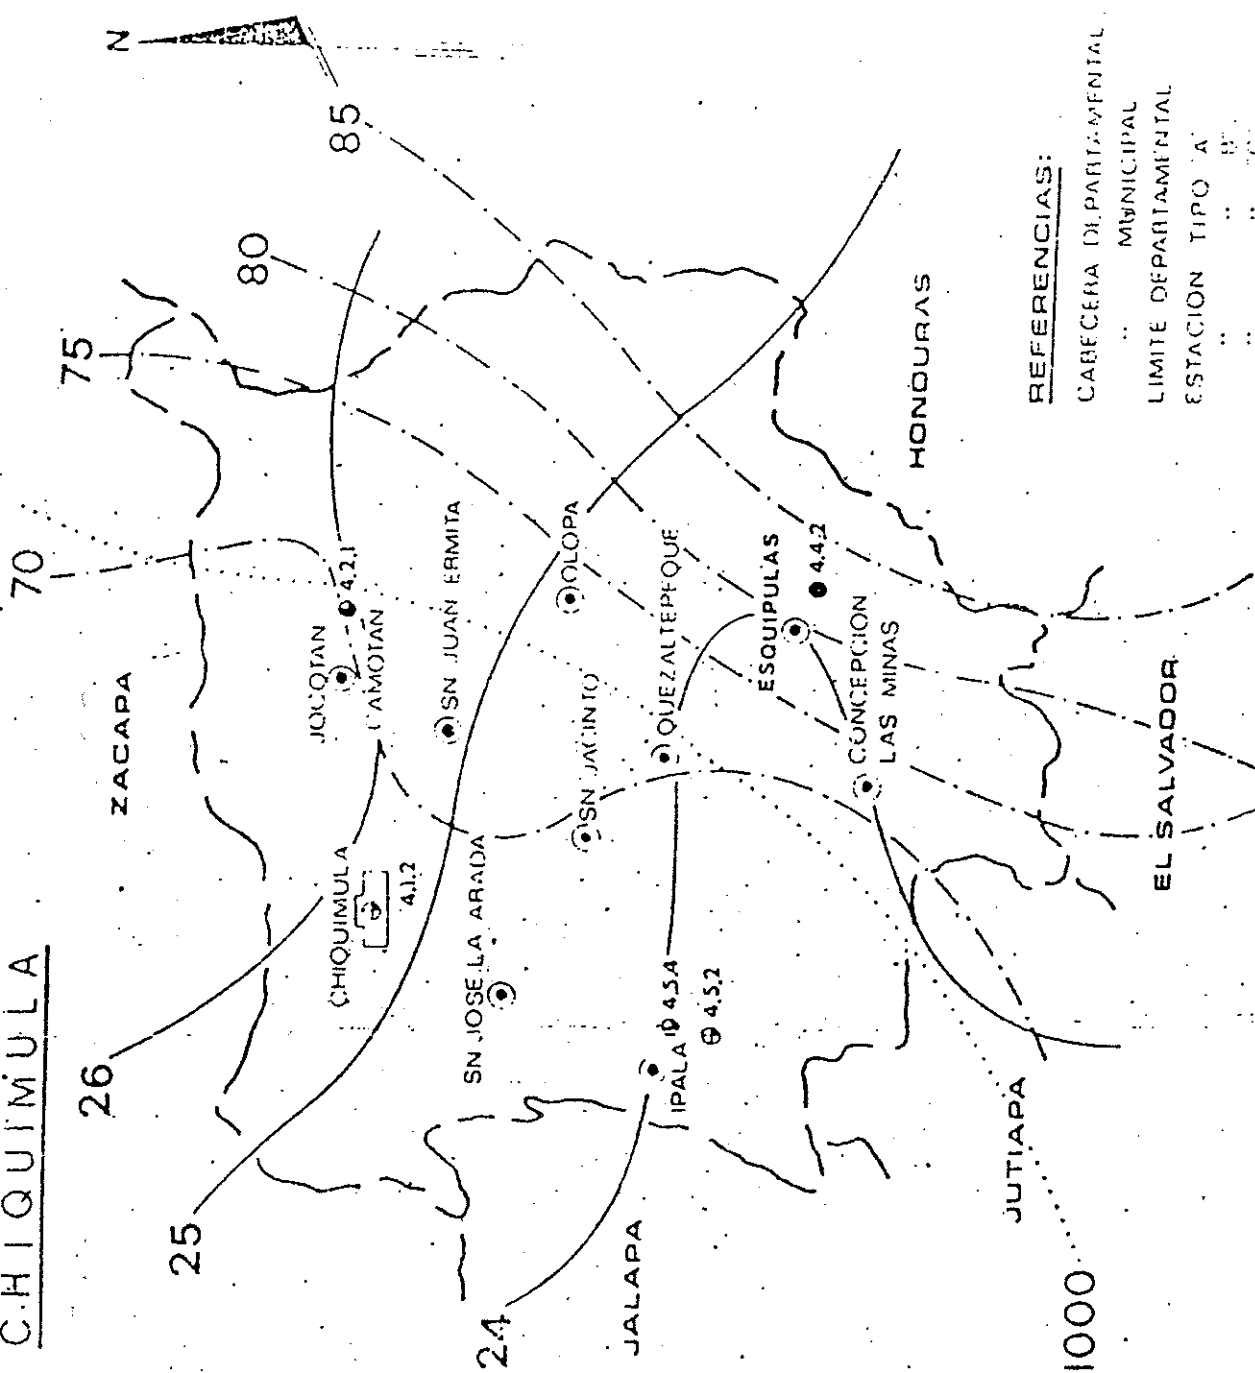 CHIQUIMULA
N
26
25
24
70
75
80
85
1000
ZACAPA
JALAPA
JUTIAPA
HONDURAS
EL SALVADOR
CHIQUIMULA
4.1.2
JOCOTAN
CAMOTAN
4.2.1
SN JUAN ERMITA
SN JOSE LA ARADA
SN JACINTO
OLOPA
QUEZALTEPEQUE
ESQUIPULAS
4.4.2
CONCEPCION
LAS MINAS
IPALA
4.5.4
4.5.2
REFERENCIAS:
CABECERA DEPARTAMENTAL
" MUNICIPAL
LIMITE DEPARTAMENTAL
ESTACION TIPO "A"